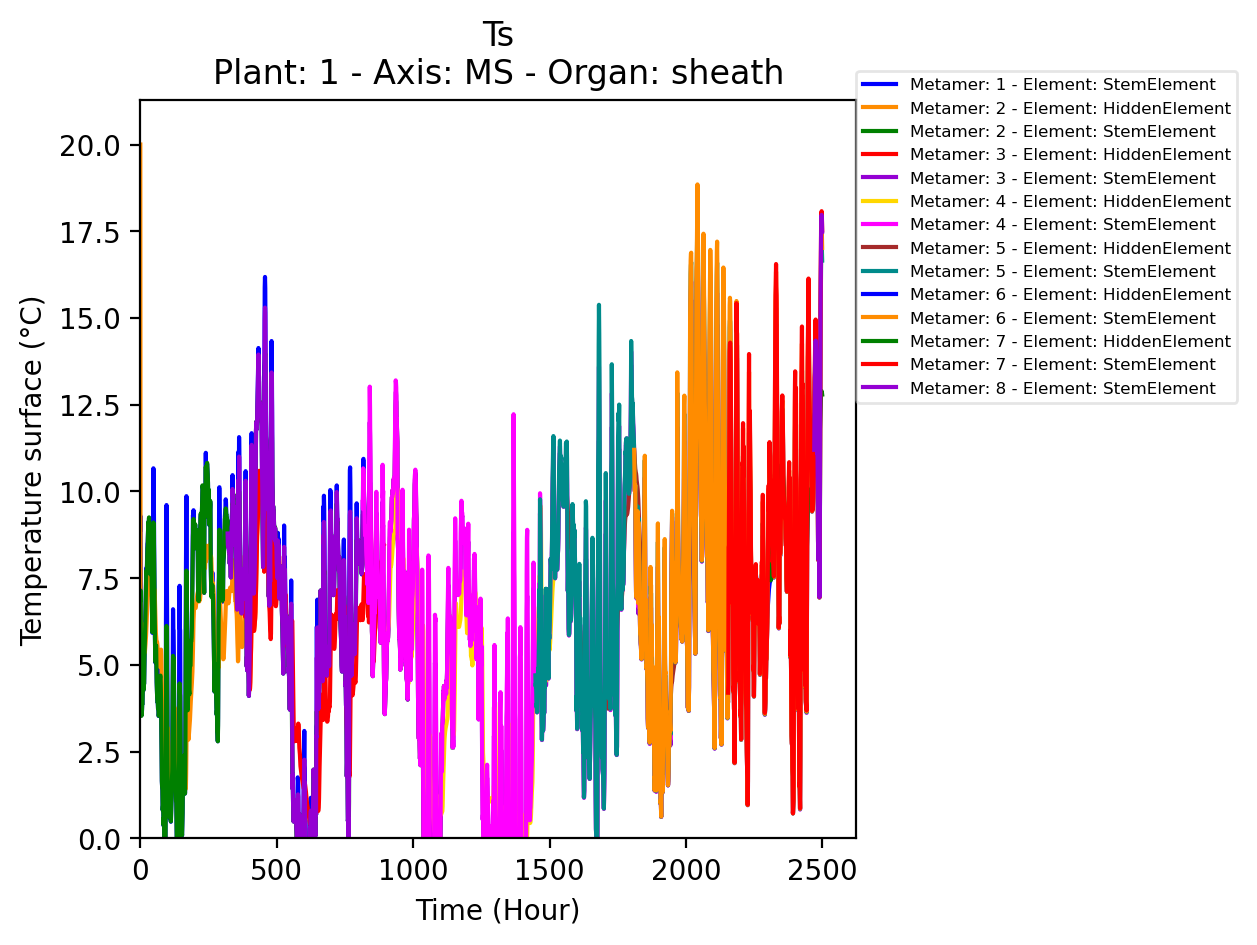 Ts
Plant: 1 - Axis: MS - Organ: sheath
Metamer: 1 - Element: StemElement
Metamer: 2 - Element: HiddenElement
Metamer: 2 - Element: StemElement
Metamer: 3 - Element: HiddenElement
Metamer: 3 - Element: StemElement
Metamer: 4 - Element: HiddenElement
Metamer: 4 - Element: StemElement
Metamer: 5 - Element: HiddenElement
Metamer: 5 - Element: StemElement
Metamer: 6 - Element: HiddenElement
Metamer: 6 - Element: StemElement
Metamer: 7 - Element: HiddenElement
Metamer: 7 - Element: StemElement
Metamer: 8 - Element: StemElement
Temperature surface (°C)
20.0
17.5
15.0
12.5
10.0
7.5
5.0
2.5
0.0
0 500 1000 1500 2000 2500
Time (Hour)